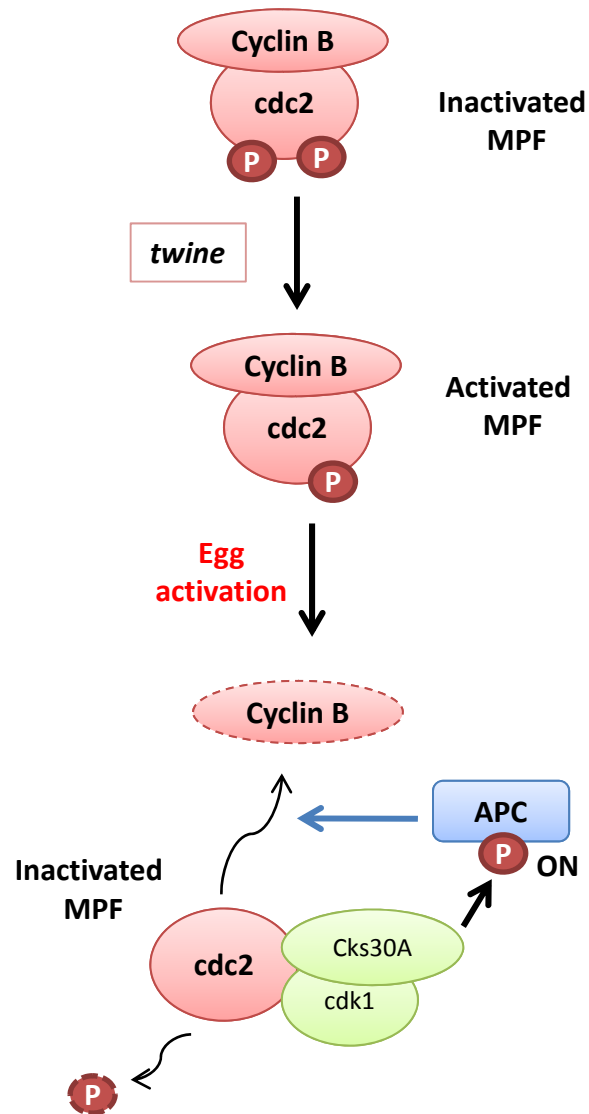 Cyclin B
cdc2
Inactivated
MPF
P
P
twine
Cyclin B
Activated
MPF
cdc2
P
Egg
activation
Cyclin B
APC
P
ON
Inactivated
MPF
Cks30A
cdc2
cdk1
P